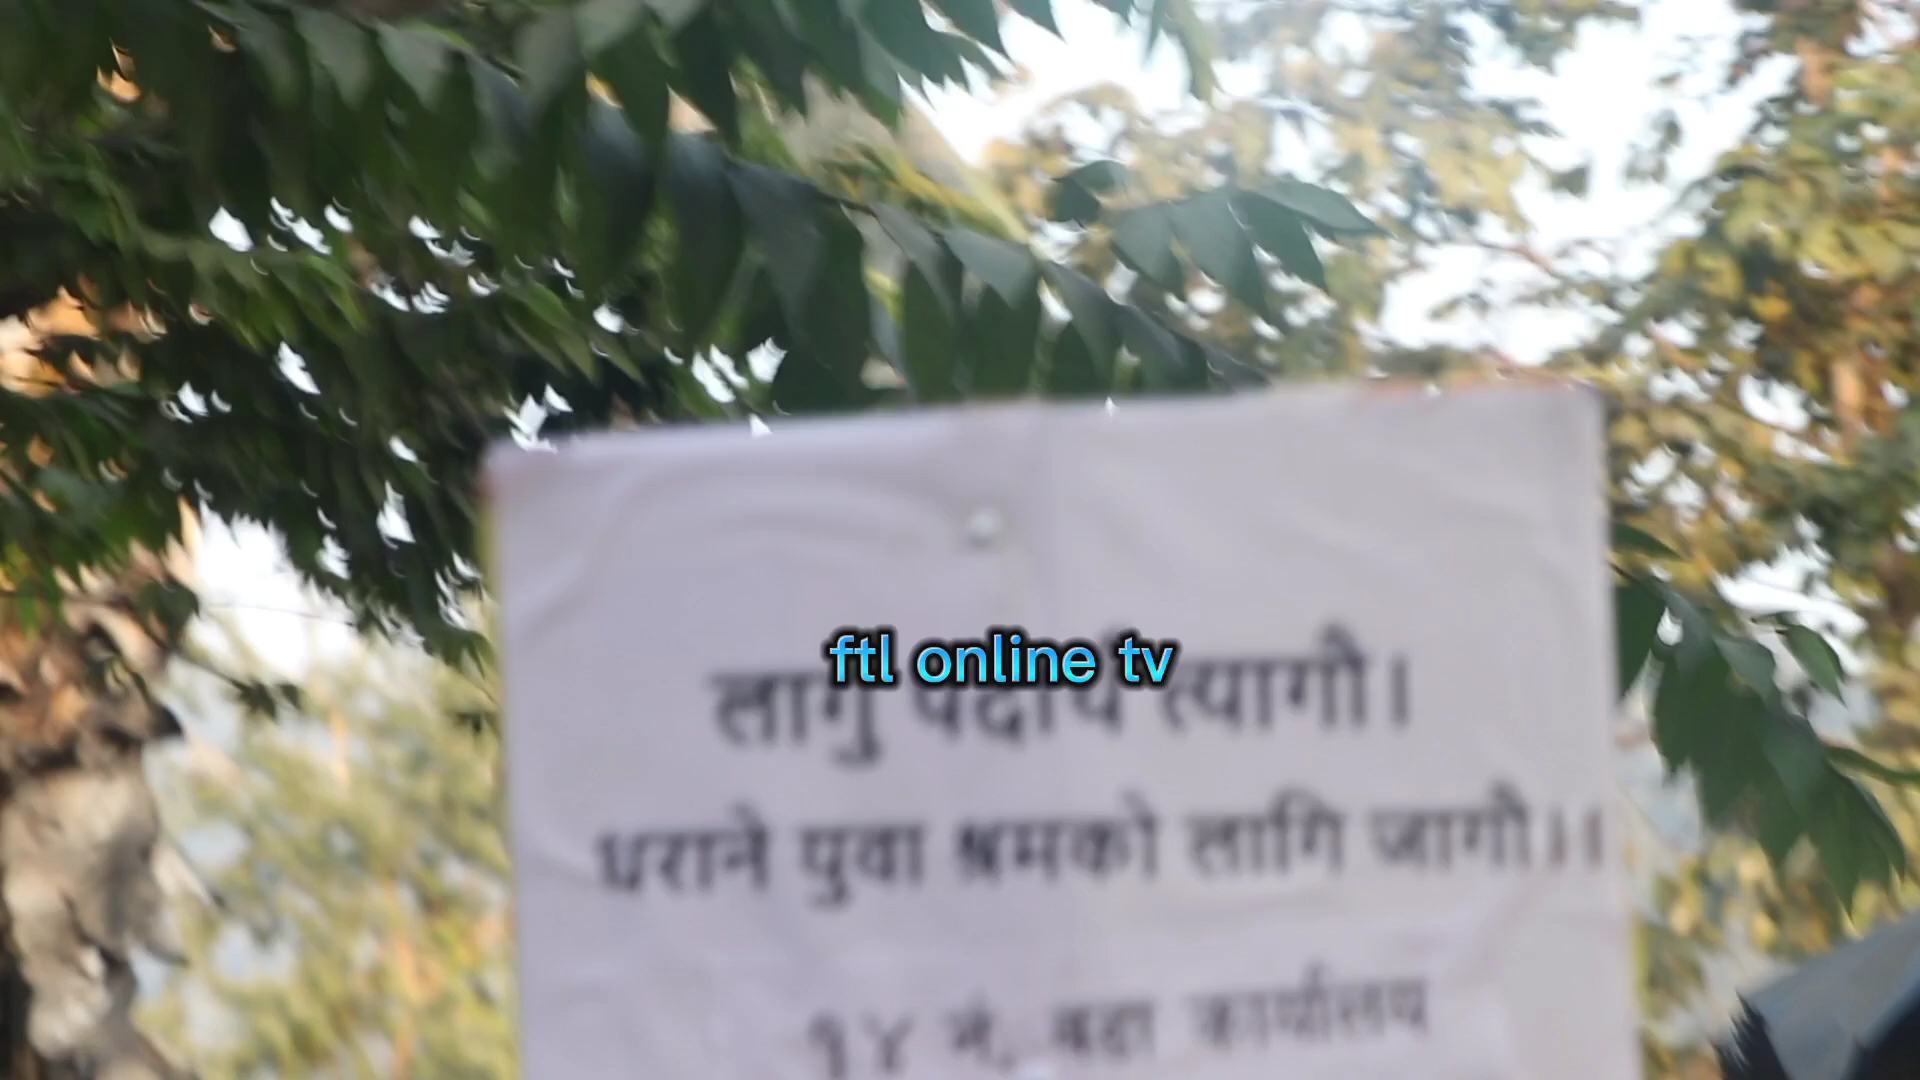 ftl online tv
लागु पदार्थ त्यागौ।
धराने युवा श्रमको लागि जागौ।।
१४ नं. वडा कार्यालय